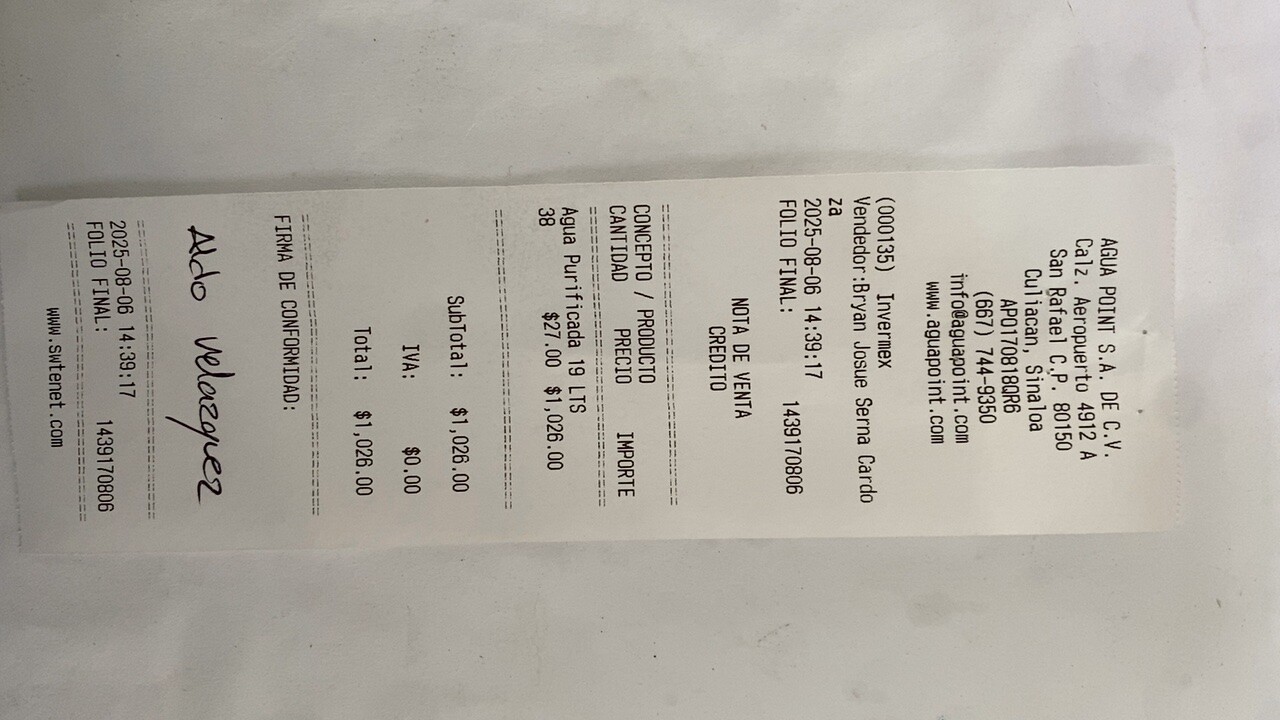 AGUA POINT S.A. DE C.V:
Calz. Aeropuerto 4912 A
San Rafael C.P. 80150
Culiacan, Sinaloa
APO170818QR6
(667) 744-9350
info@aguapoint.com
www.aguapoint.com
(000135) Invermex
Vendedor:Bryan Josue Serna Cardo
za
2025-08-06 14:39:17
FOLIO FINAL: 1439170806
NOTA DE VENTA
CREDITO
CONCEPTO / PRODUCTO
CANTIDAD PRECIO IMPORTE
Agua Purificada 19 LTS
38 $27.00 $1,026.00
SubTotal: $1,026.00
IVA: $0.00
Total: $1,026.00
FIRMA DE CONFORMIDAD:
Aldo Velazquez
2025-08-06 14:39:17
FOLIO FINAL: 1439170806
www.swtenet.com